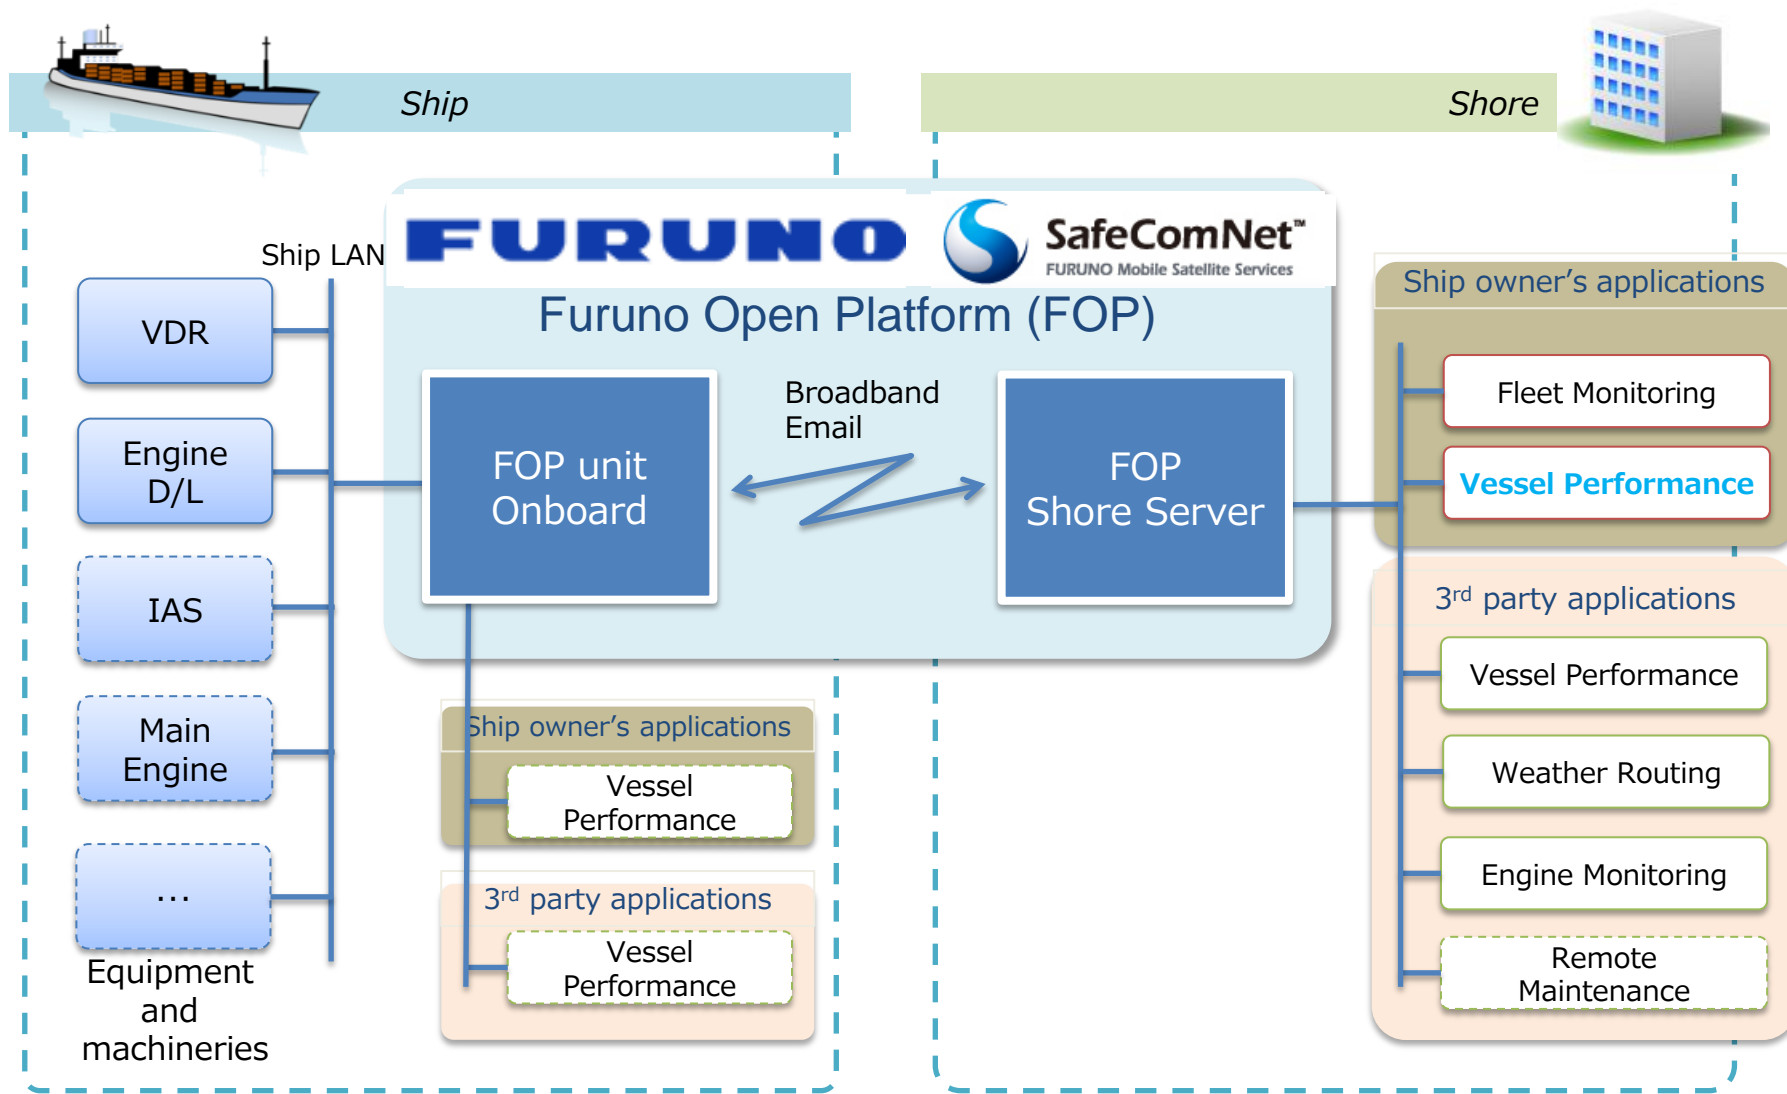 Ship
Shore
FURUNO
SafeComNet™
FURUNO Mobile Satellite Services
Furuno Open Platform (FOP)
Ship LAN
VDR
Engine
D/L
IAS
Main
Engine
...
Equipment
and
machineries
FOP unit
Onboard
Broadband
Email
FOP
Shore Server
Ship owner's applications
Vessel
Performance
3rd party applications
Vessel
Performance
Ship owner's applications
Fleet Monitoring
Vessel Performance
3rd party applications
Vessel Performance
Weather Routing
Engine Monitoring
Remote
Maintenance